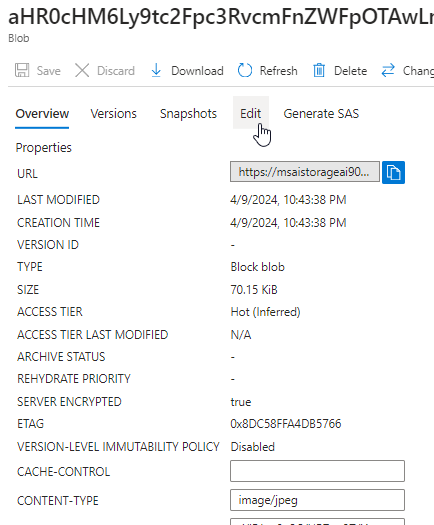 aHR0cHM6Ly9tc2Fpc3RvcmFnZWFpOTAwLm
Blob
Save Discard Download Refresh Delete Chang
Overview Versions Snapshots Edit Generate SAS
Properties
URL https://msaistorageai90...
LAST MODIFIED 4/9/2024, 10:43:38 PM
CREATION TIME 4/9/2024, 10:43:38 PM
VERSION ID -
TYPE Block blob
SIZE 70.15 KiB
ACCESS TIER Hot (Inferred)
ACCESS TIER LAST MODIFIED N/A
ARCHIVE STATUS -
REHYDRATE PRIORITY -
SERVER ENCRYPTED true
ETAG 0x8DC58FFA4DB5766
VERSION-LEVEL IMMUTABILITY POLICY Disabled
CACHE-CONTROL
CONTENT-TYPE image/jpeg